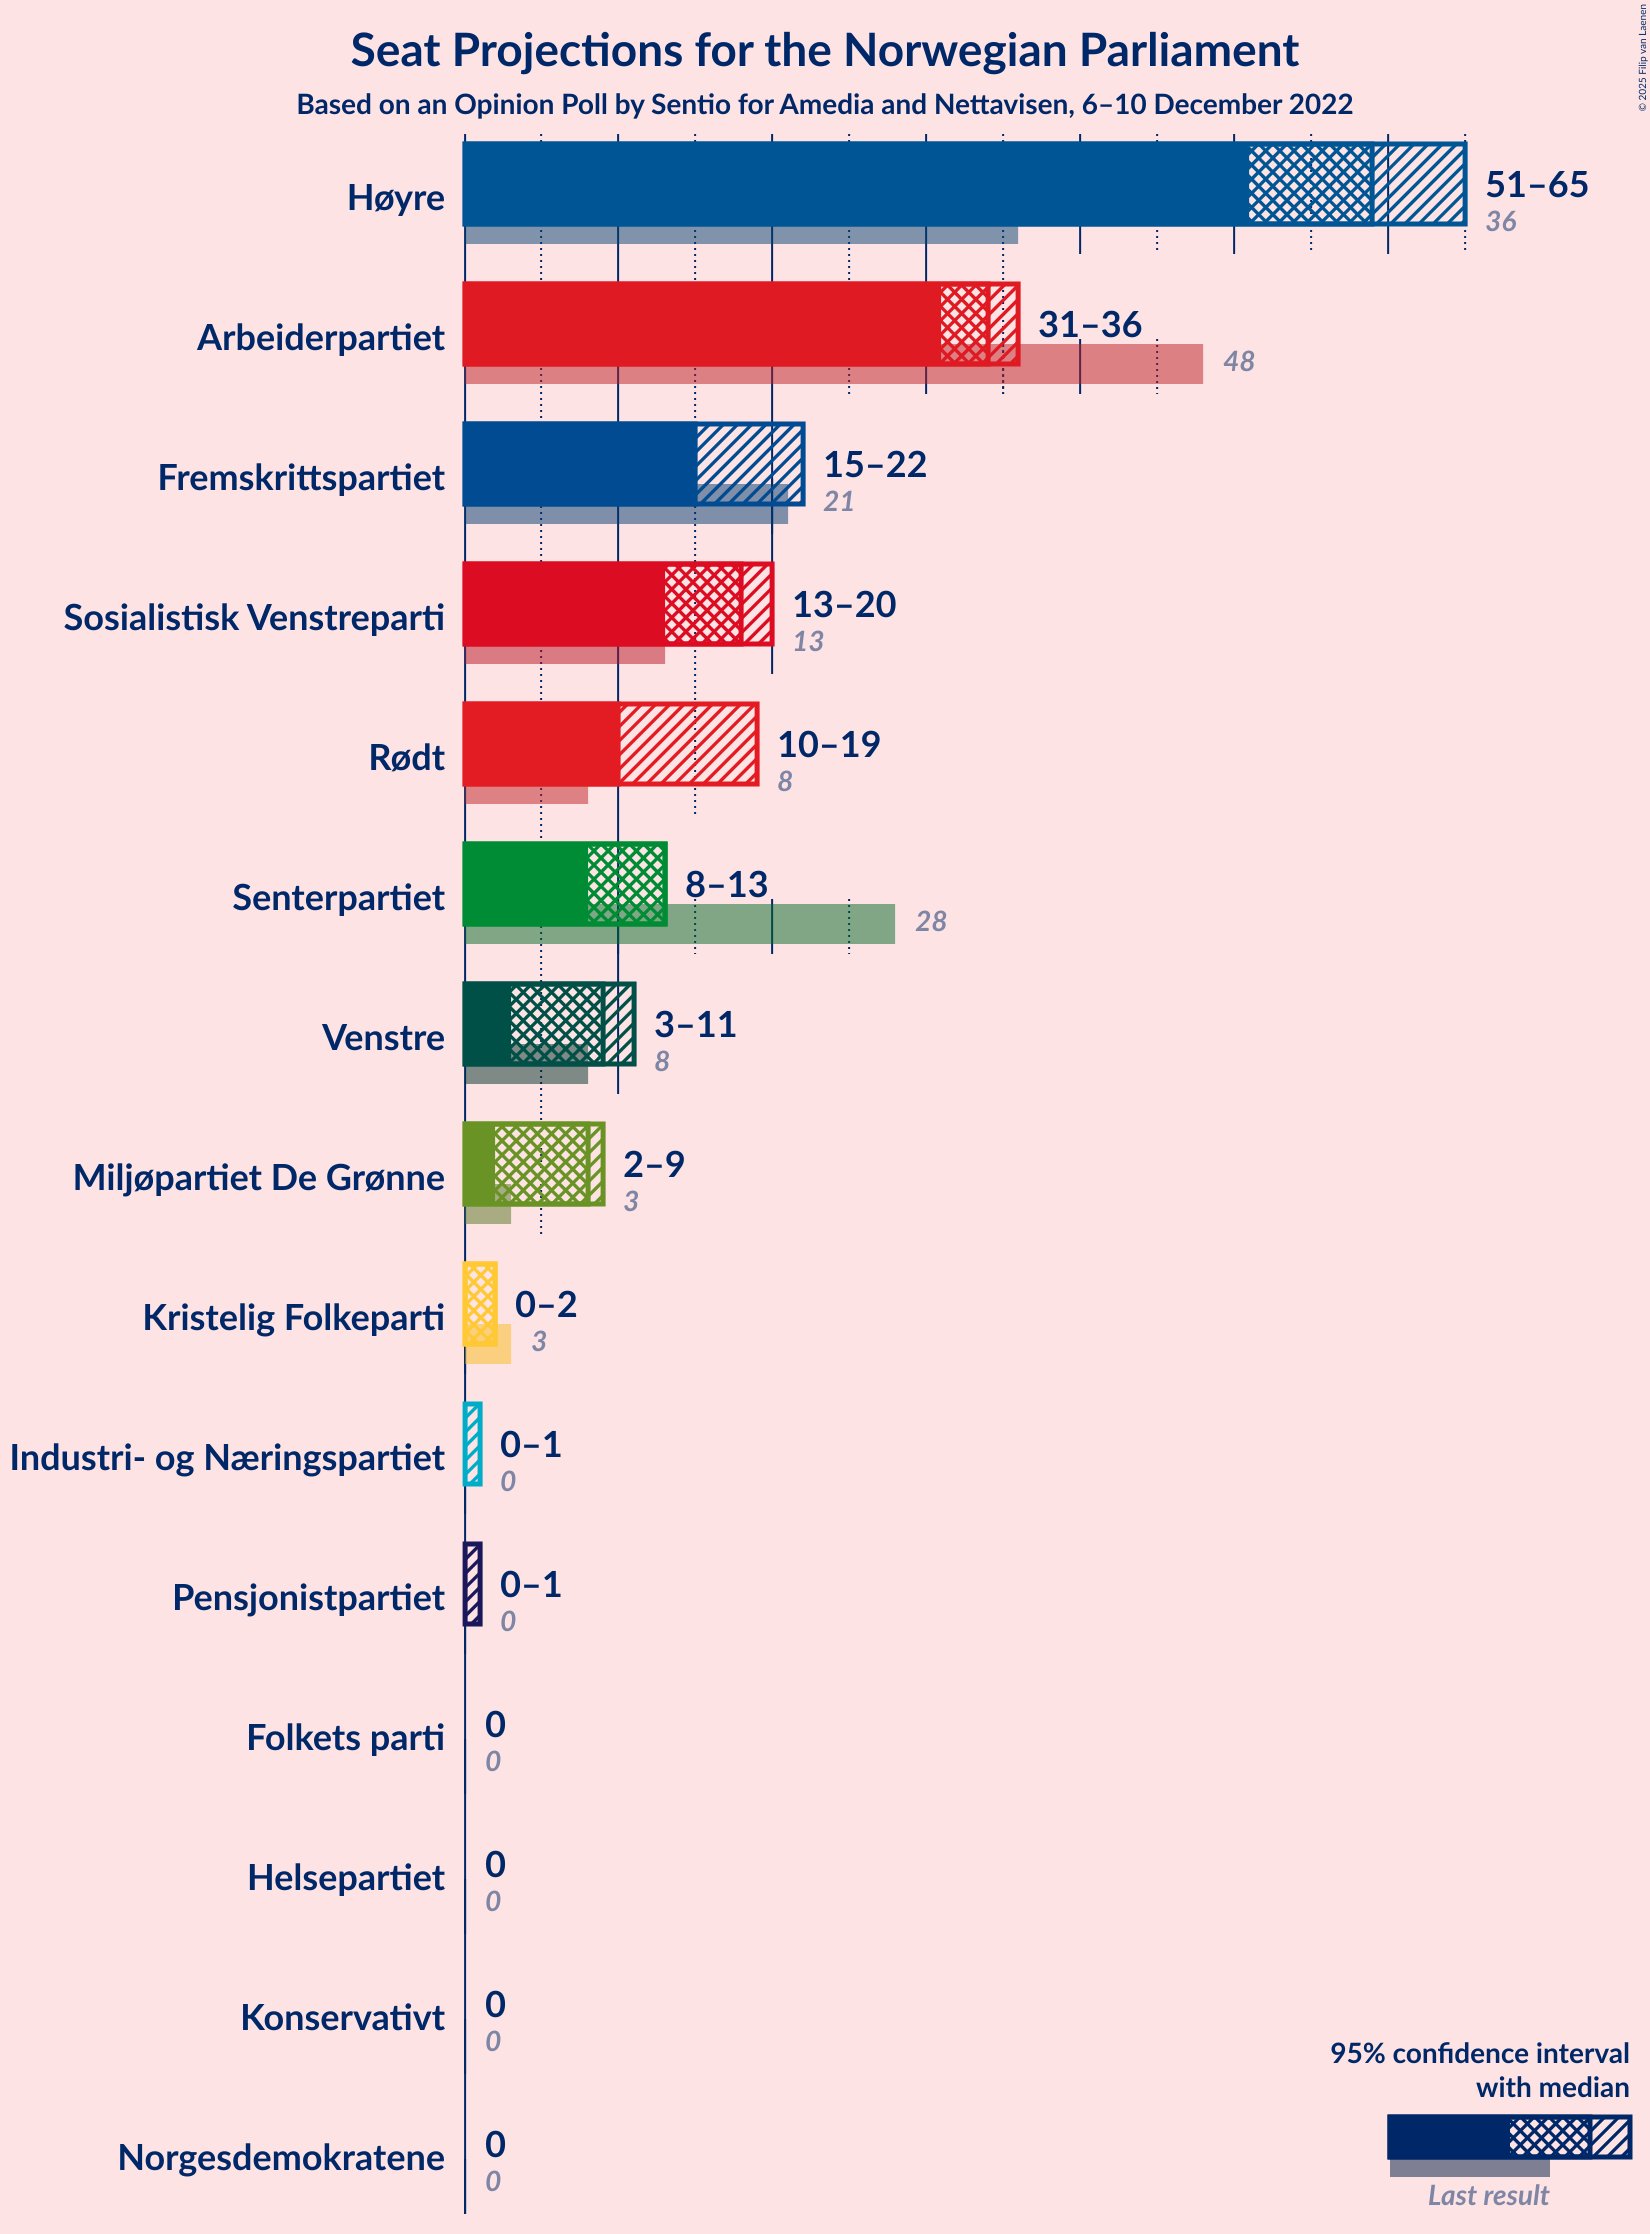 Seat Projections for the Norwegian Parliament
Based on an Opinion Poll by Sentio for Amedia and Nettavisen, 6–10 December 2022
© 2025 Filip van Laenen
Høyre
51–65
36
Arbeiderpartiet
31–36
48
Fremskrittspartiet
15–22
21
Sosialistisk Venstreparti
13–20
13
Rødt
10–19
8
Senterpartiet
8–13
28
Venstre
3–11
8
Miljøpartiet De Grønne
2–9
3
Kristelig Folkeparti
0–2
3
Industri- og Næringspartiet
0–1
0
Pensjonistpartiet
0–1
0
Folkets parti
0
0
Helsepartiet
0
0
Konservativt
0
0
Norgesdemokratene
0
0
95% confidence interval
with median
Last result